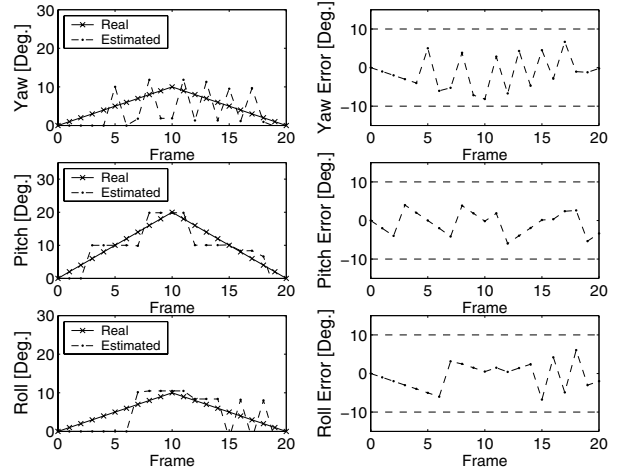 30
20
10
0
Yaw [Deg.]
Real
Estimated
0 5 10 15 20
Frame
10
0
−10
Yaw Error [Deg.]
0 5 10 15 20
Frame
30
20
10
0
Pitch [Deg.]
Real
Estimated
0 5 10 15 20
Frame
10
0
−10
Pitch Error [Deg.]
0 5 10 15 20
Frame
30
20
10
0
Roll [Deg.]
Real
Estimated
0 5 10 15 20
Frame
10
0
−10
Roll Error [Deg.]
0 5 10 15 20
Frame